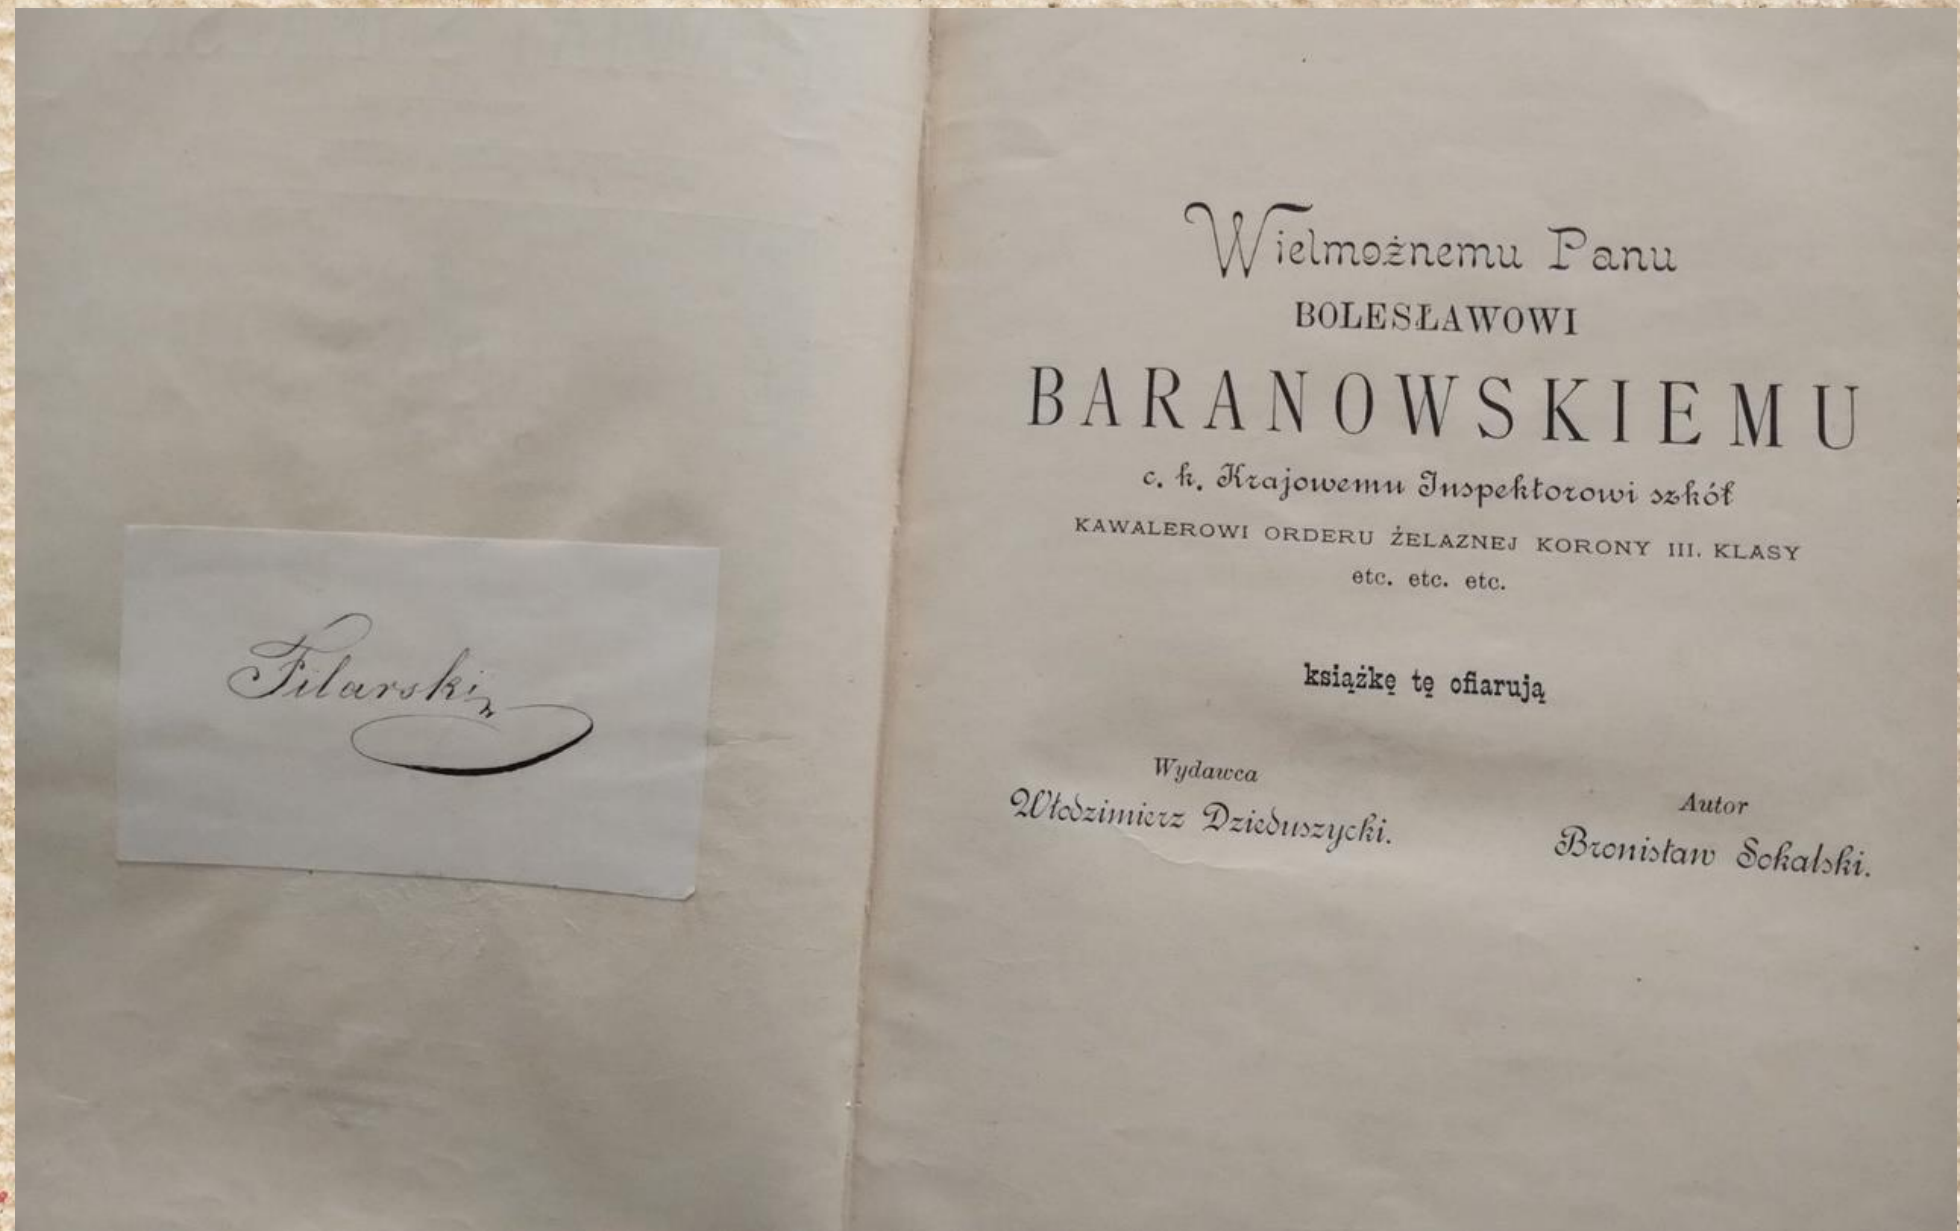 Filarski
Wielmożnemu Panu
BOLESŁAWOWI
BARANOWSKIEMU
c. k. Krajowemu Inspektorowi szkół
KAWALEROWI ORDERU ŻELAZNEJ KORONY III. KLASY
etc. etc. etc.
książkę tę ofiarują
Wydawca
Włodzimierz Dzieduszycki.
Autor
Bronisław Sokalski.